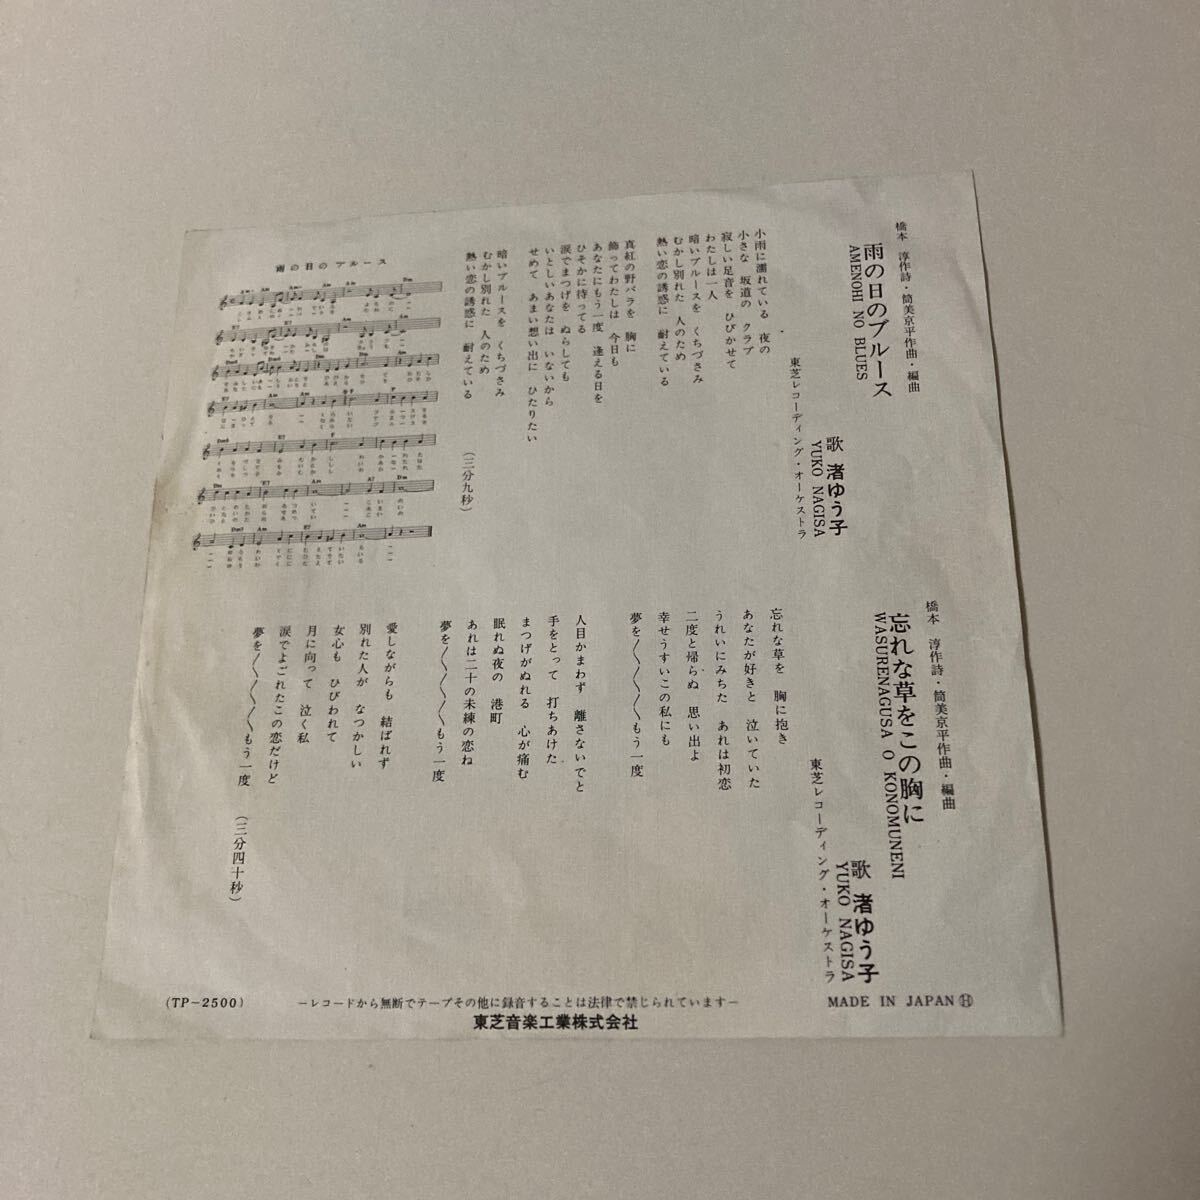 橋本 淳作詩・筒美京平作曲・編曲
雨の日のブルース
AMENOHI NO BLUES
歌 渚ゆう子
YUKO NAGISA
東芝レコーディング・オーケストラ
小雨に濡れている 夜の
小さな 坂道の クラブ
寂しい足音を ひびかせて
わたしは一人
暗いブルースを くちづさみ
むかし別れた 人のため
熱い恋の誘惑に 耐えている
真紅の野バラを 胸に
飾ってわたしは 今日も
あなたにもう一度 逢える日を
ひそかに待ってる
涙でまつげを ぬらしても
いとしいあなたは いないから
せめて あまい想い出に ひたりたい
暗いブルースを くちづさみ
むかし別れた 人のため
熱い恋の誘惑に 耐えている
(三分九秒)
雨の日のブルース
橋本 淳作詩・筒美京平作曲・編曲
忘れな草をこの胸に
WASURENAGUSA O KONOMUNENI
歌 渚ゆう子
YUKO NAGISA
東芝レコーディング・オーケストラ
忘れな草を 胸に抱き
あなたが好きと 泣いていた
うれいにみちた あれは初恋
二度と帰らぬ 思い出よ
幸せうすいこの私にも
夢を〳〵〳〵もう一度
人目かまわず 離さないでと
手をとって 打ちあけた
まつげがぬれる 心が痛む
眠れぬ夜の 港町
あれは二十の未練の恋ね
夢を〳〵〳〵もう一度
愛しながらも 結ばれず
別れた人が なつかしい
女心も ひびわれて
月に向って 泣く私
涙でよごれたこの恋だけど
夢を〳〵〳〵もう一度
(三分四十秒)
(TP-2500)
－レコードから無断でテープその他に録音することは法律で禁じられています－
MADE IN JAPAN Ⓗ
東芝音楽工業株式会社